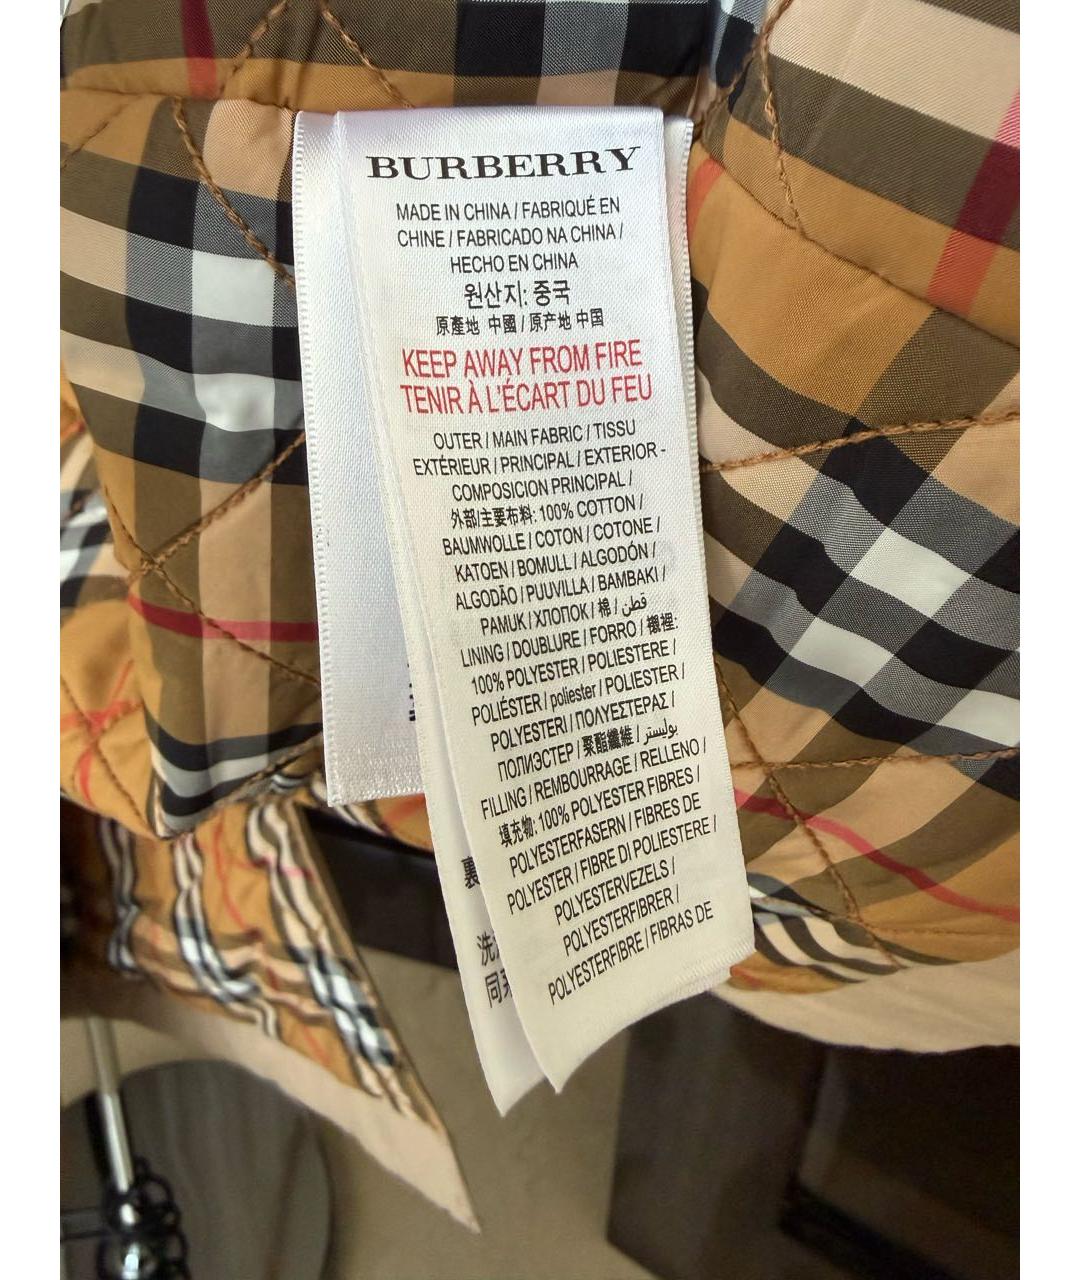 BURBERRY
MADE IN CHINA / FABRIQUÉ EN
CHINE / FABRICADO NA CHINA /
HECHO EN CHINA
원산지: 중국
原產地 中國 / 原产地 中国
KEEP AWAY FROM FIRE
TENIR À L'ÉCART DU FEU
OUTER / MAIN FABRIC / TISSU
EXTÉRIEUR / PRINCIPAL / EXTERIOR -
COMPOSICION PRINCIPAL /
外部/主要布料: 100% COTTON /
BAUMWOLLE / COTON / COTONE /
KATOEN / BOMULL / ALGODÓN /
ALGODÃO / PUUVILLA / BAMBAKI /
PAMUK / ХЛОПОК / 棉 / قطن
LINING / DOUBLURE / FORRO / 襯裡:
100% POLYESTER / POLIESTERE /
POLIÉSTER / poliester / POLIESTER /
POLYESTERI / ΠΟΛΥΕΣΤΕΡΑΣ /
ПОЛИЭСТЕР / 聚酯纖維 / بوليستر
FILLING / REMBOURRAGE / RELLENO /
填充物: 100% POLYESTER FIBRES /
POLYESTERFASERN / FIBRES DE
POLYESTER / FIBRE DI POLIESTERE /
POLYESTERVEZELS /
POLYESTERFIBRER /
POLYESTERFIBRE / FIBRAS DE
裏
洗
同